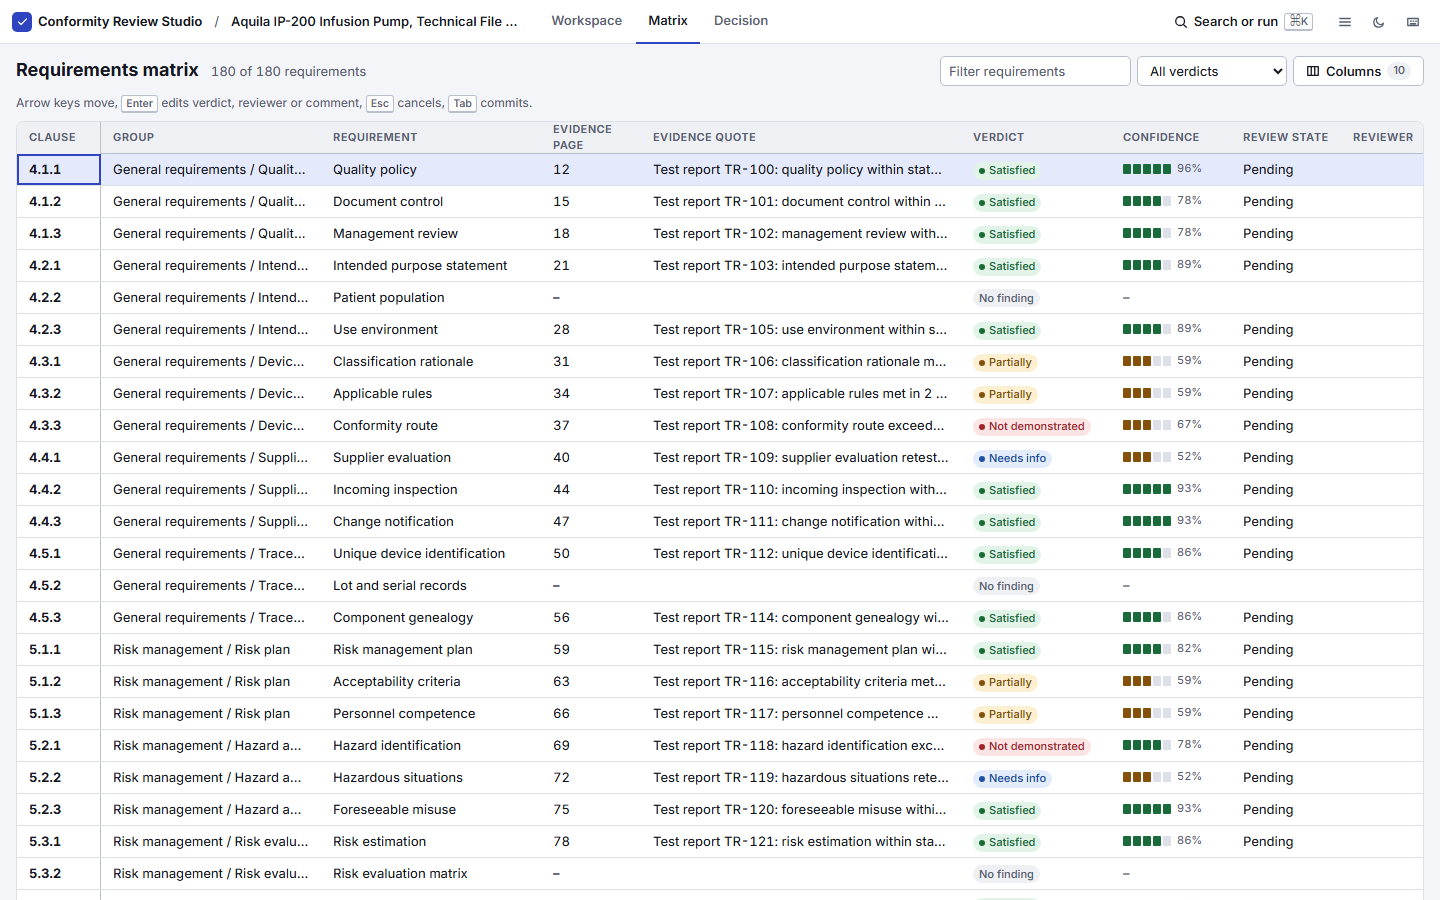 Conformity Review Studio / Aquila IP-200 Infusion Pump, Technical File ... Workspace Matrix Decision Search or run ⌘K
Requirements matrix 180 of 180 requirements Filter requirements All verdicts Columns 10
Arrow keys move, Enter edits verdict, reviewer or comment, Esc cancels, Tab commits.
CLAUSE GROUP REQUIREMENT EVIDENCE PAGE EVIDENCE QUOTE VERDICT CONFIDENCE REVIEW STATE REVIEWER
4.1.1 General requirements / Qualit... Quality policy 12 Test report TR-100: quality policy within stat... Satisfied 96% Pending
4.1.2 General requirements / Qualit... Document control 15 Test report TR-101: document control within ... Satisfied 78% Pending
4.1.3 General requirements / Qualit... Management review 18 Test report TR-102: management review with... Satisfied 78% Pending
4.2.1 General requirements / Intend... Intended purpose statement 21 Test report TR-103: intended purpose statem... Satisfied 89% Pending
4.2.2 General requirements / Intend... Patient population – No finding – Pending
4.2.3 General requirements / Intend... Use environment 28 Test report TR-105: use environment within s... Satisfied 89% Pending
4.3.1 General requirements / Devic... Classification rationale 31 Test report TR-106: classification rationale m... Partially 59% Pending
4.3.2 General requirements / Devic... Applicable rules 34 Test report TR-107: applicable rules met in 2 ... Partially 59% Pending
4.3.3 General requirements / Devic... Conformity route 37 Test report TR-108: conformity route exceed... Not demonstrated 67% Pending
4.4.1 General requirements / Suppli... Supplier evaluation 40 Test report TR-109: supplier evaluation retest... Needs info 52% Pending
4.4.2 General requirements / Suppli... Incoming inspection 44 Test report TR-110: incoming inspection with... Satisfied 93% Pending
4.4.3 General requirements / Suppli... Change notification 47 Test report TR-111: change notification withi... Satisfied 93% Pending
4.5.1 General requirements / Trace... Unique device identification 50 Test report TR-112: unique device identificati... Satisfied 86% Pending
4.5.2 General requirements / Trace... Lot and serial records – No finding – Pending
4.5.3 General requirements / Trace... Component genealogy 56 Test report TR-114: component genealogy wi... Satisfied 86% Pending
5.1.1 Risk management / Risk plan Risk management plan 59 Test report TR-115: risk management plan wi... Satisfied 82% Pending
5.1.2 Risk management / Risk plan Acceptability criteria 63 Test report TR-116: acceptability criteria met... Partially 59% Pending
5.1.3 Risk management / Risk plan Personnel competence 66 Test report TR-117: personnel competence ... Partially 59% Pending
5.2.1 Risk management / Hazard a... Hazard identification 69 Test report TR-118: hazard identification exc... Not demonstrated 78% Pending
5.2.2 Risk management / Hazard a... Hazardous situations 72 Test report TR-119: hazardous situations rete... Needs info 52% Pending
5.2.3 Risk management / Hazard a... Foreseeable misuse 75 Test report TR-120: foreseeable misuse withi... Satisfied 93% Pending
5.3.1 Risk management / Risk evalu... Risk estimation 78 Test report TR-121: risk estimation within sta... Satisfied 86% Pending
5.3.2 Risk management / Risk evalu... Risk evaluation matrix – No finding – Pending